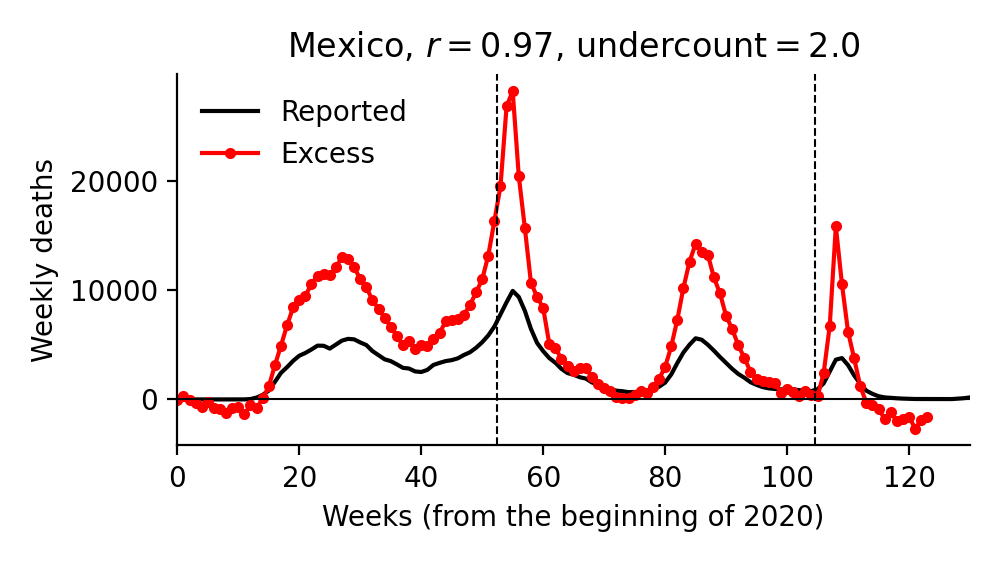 Mexico, r = 0.97, undercount = 2.0
Reported
Excess
Weekly deaths
20000
10000
0
0 20 40 60 80 100 120
Weeks (from the beginning of 2020)